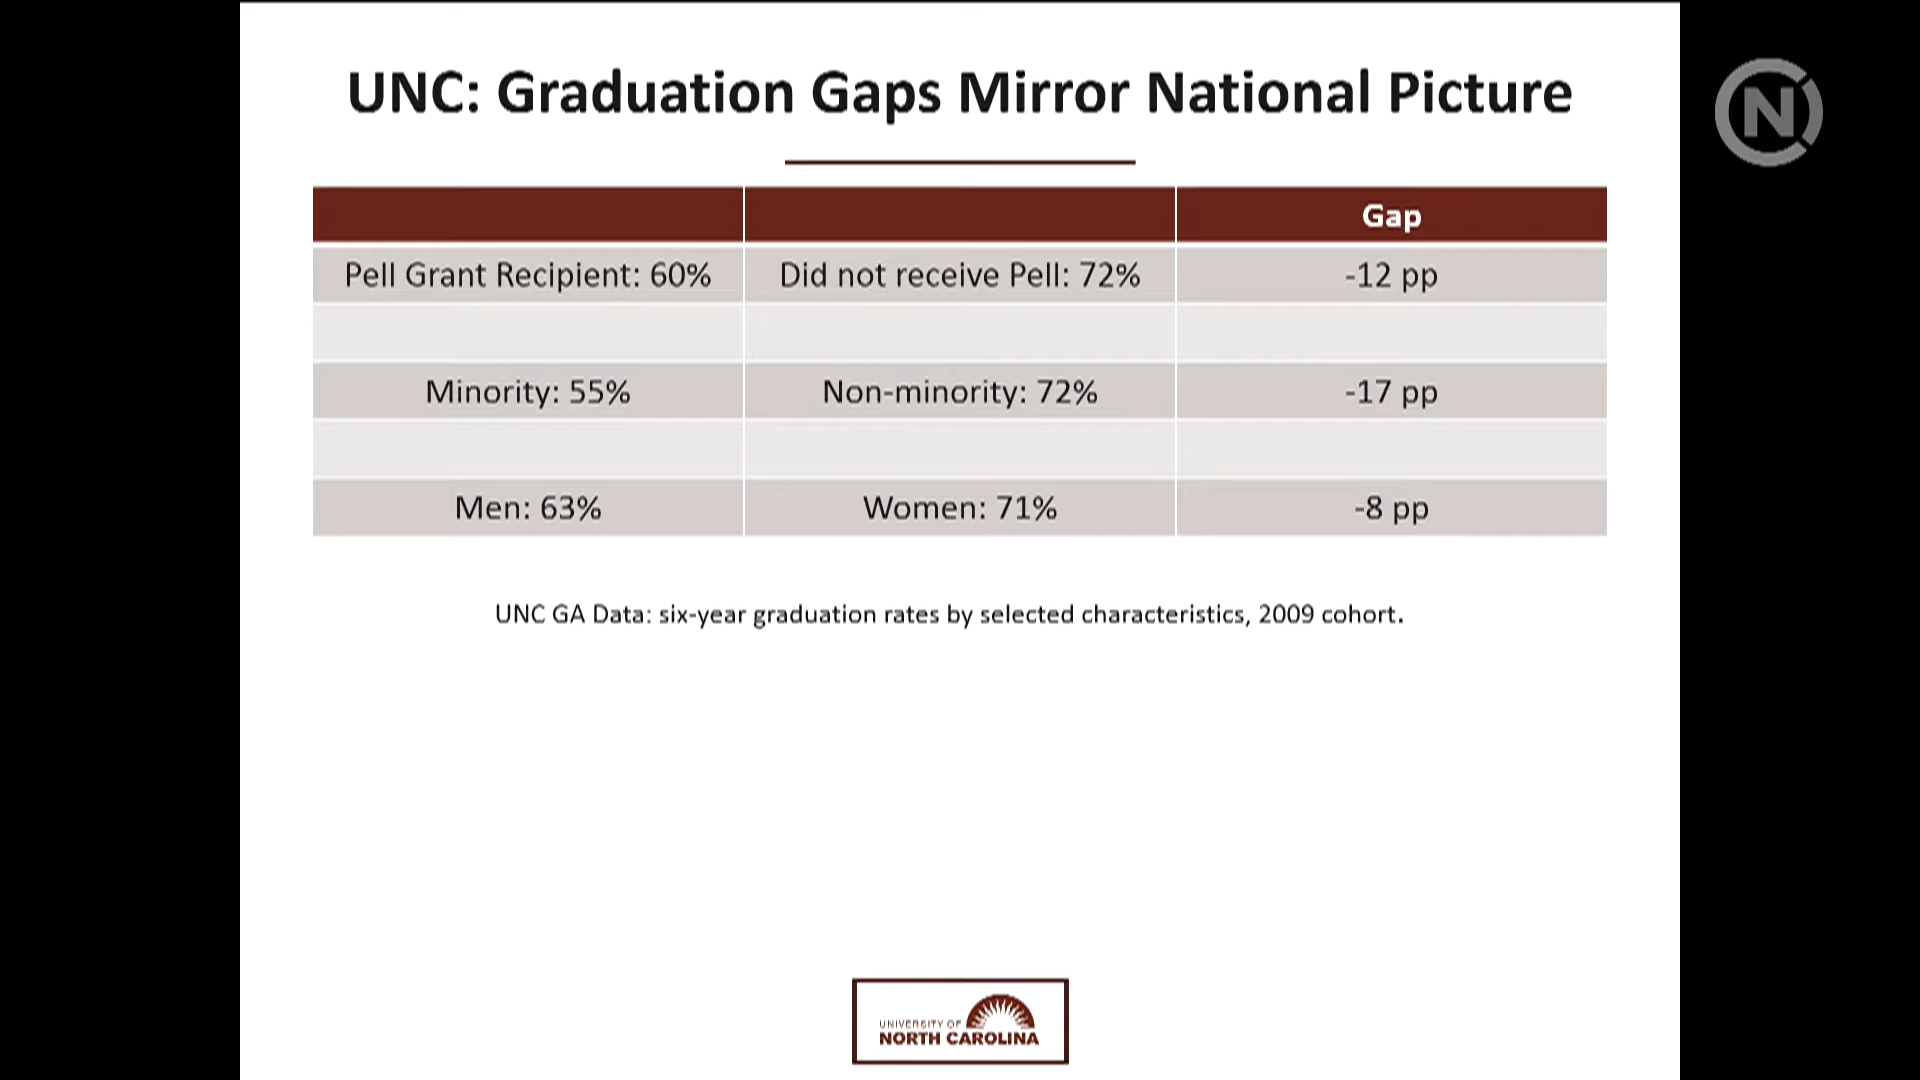 UNC: Graduation Gaps Mirror National Picture
Gap
Pell Grant Recipient: 60% Did not receive Pell: 72% -12 pp
Minority: 55% Non-minority: 72% -17 pp
Men: 63% Women: 71% -8 pp
UNC GA Data: six-year graduation rates by selected characteristics, 2009 cohort.
UNIVERSITY OF
NORTH CAROLINA
N